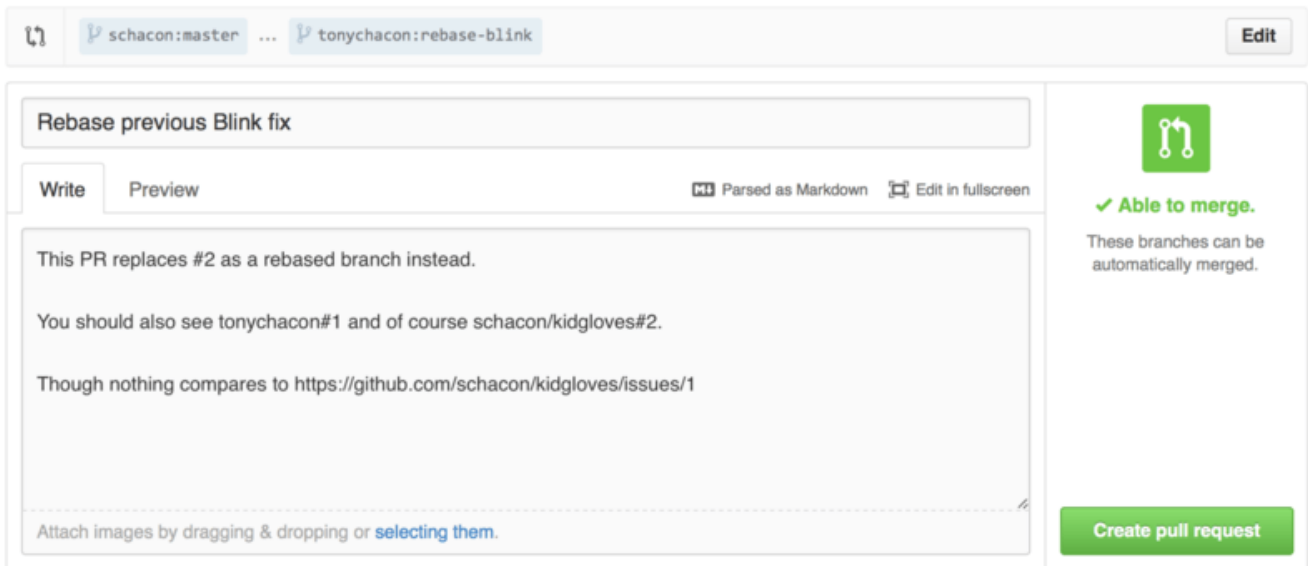 schacon:master ... tonychacon:rebase-blink Edit
Rebase previous Blink fix
Write Preview Parsed as Markdown Edit in fullscreen
This PR replaces #2 as a rebased branch instead.
You should also see tonychacon#1 and of course schacon/kidgloves#2.
Though nothing compares to https://github.com/schacon/kidgloves/issues/1
Attach images by dragging & dropping or selecting them.
Able to merge.
These branches can be
automatically merged.
Create pull request